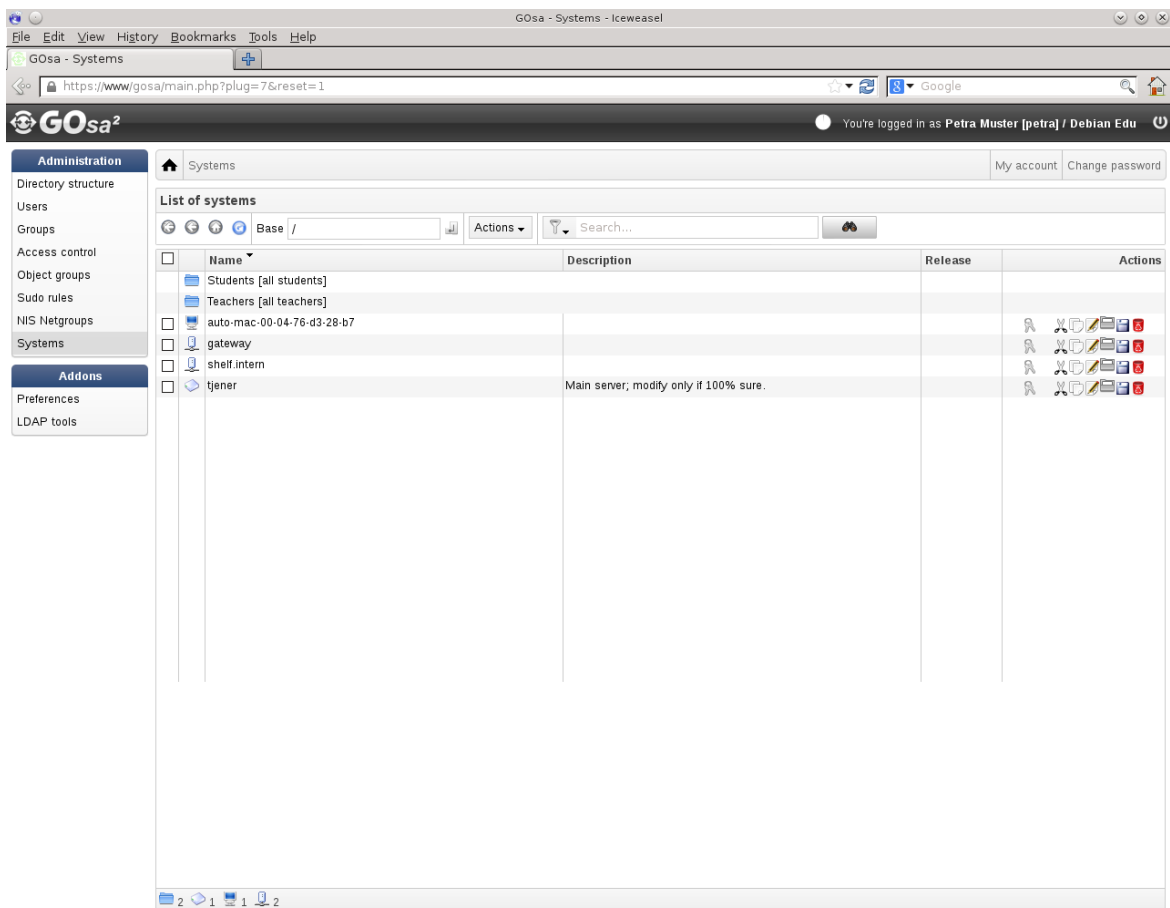 GOsa - Systems - Iceweasel
File Edit View History Bookmarks Tools Help
GOsa - Systems
https://www/gosa/main.php?plug=7&reset=1
8 Google
GOsa²
You're logged in as Petra Muster [petra] / Debian Edu
Administration
Directory structure
Users
Groups
Access control
Object groups
Sudo rules
NIS Netgroups
Systems
Addons
Preferences
LDAP tools
Systems
My account Change password
List of systems
Base / Actions Search...
Name Description Release Actions
Students [all students]
Teachers [all teachers]
auto-mac-00-04-76-d3-28-b7
gateway
shelf.intern
tjener Main server; modify only if 100% sure.
2 1 1 2